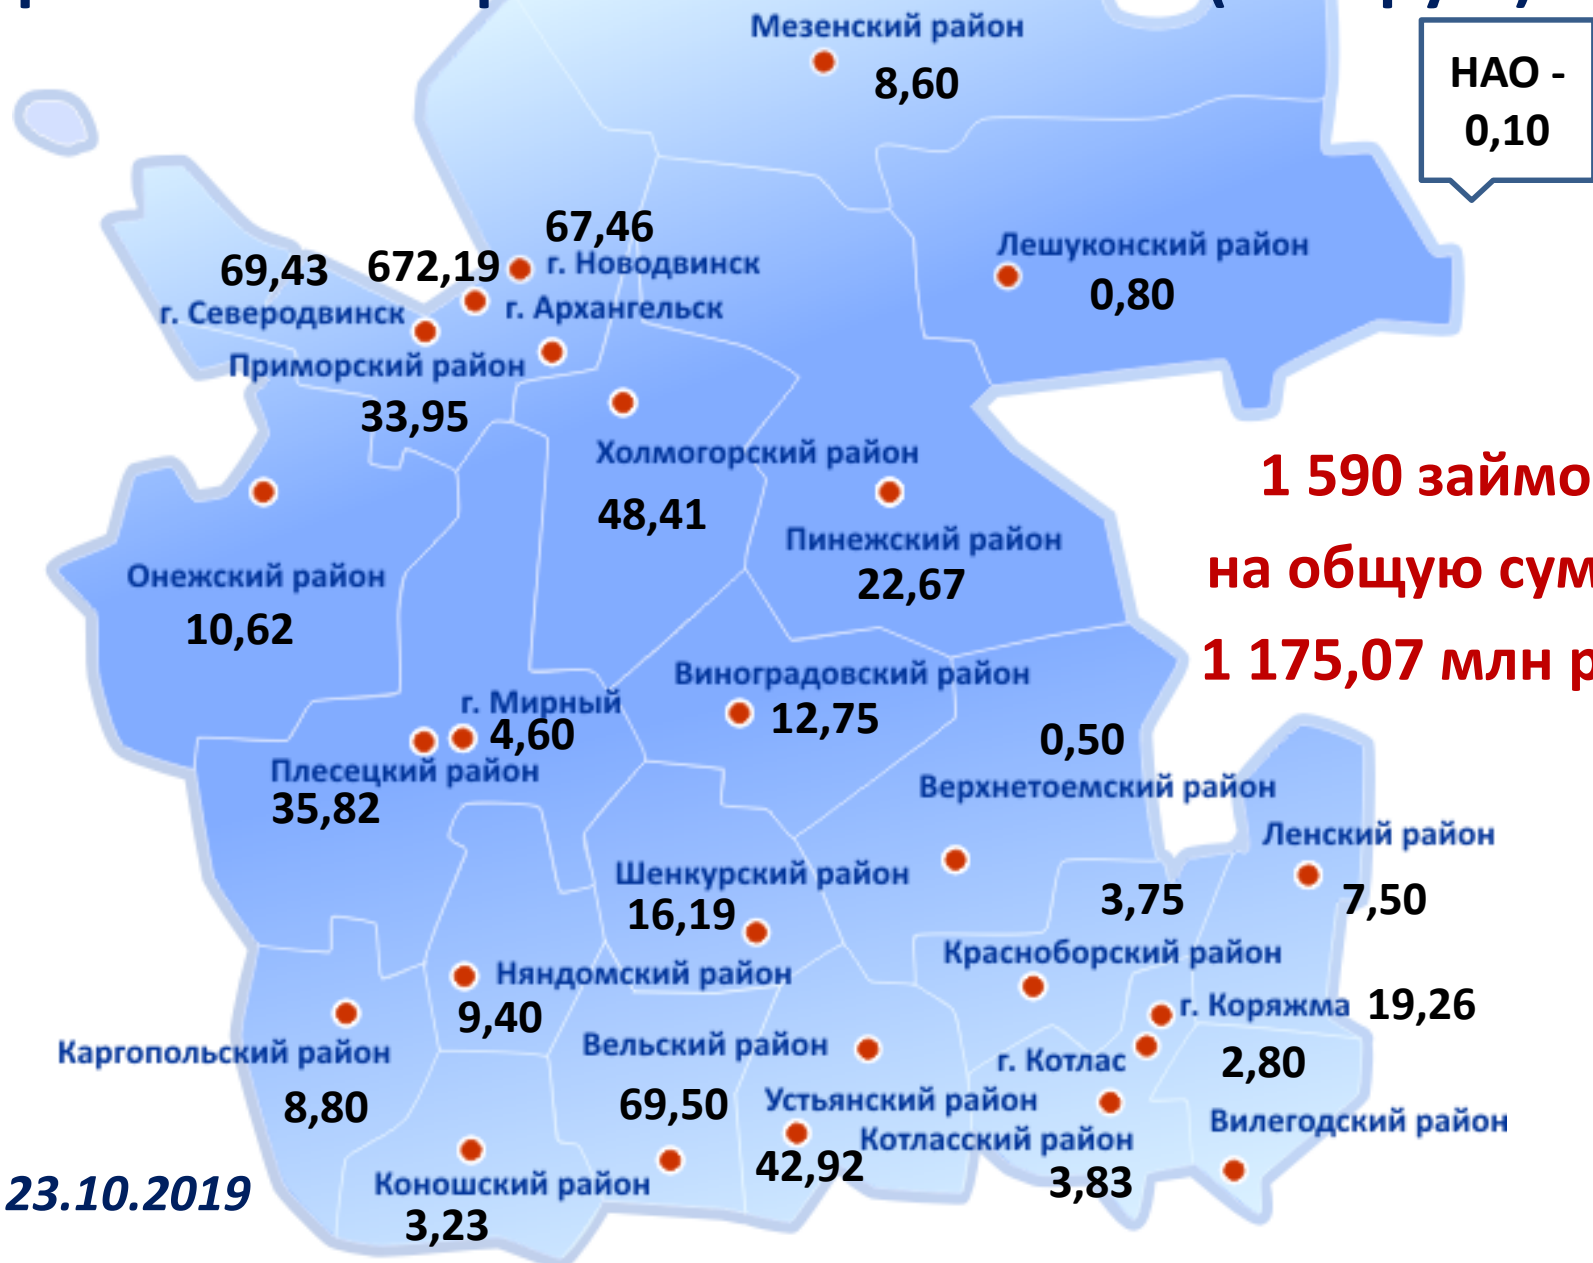 Мезенский район
8,60
НАО -
0,10
67,46
г. Новодвинск
69,43
672,19
г. Северодвинск
г. Архангельск
Лешуконский район
0,80
Приморский район
33,95
Холмогорский район
48,41
1 590 займо
Пинежский район
22,67
на общую сум
Онежский район
10,62
1 175,07 млн р
Виноградовский район
12,75
г. Мирный
4,60
0,50
Верхнетоемский район
Плесецкий район
35,82
Ленский район
7,50
Шенкурский район
16,19
3,75
Красноборский район
Няндомский район
9,40
г. Коряжма 19,26
Каргопольский район
8,80
Вельский район
69,50
г. Котлас
2,80
Устьянский район
42,92
Котласский район
3,83
Вилегодский район
23.10.2019
Коношский район
3,23